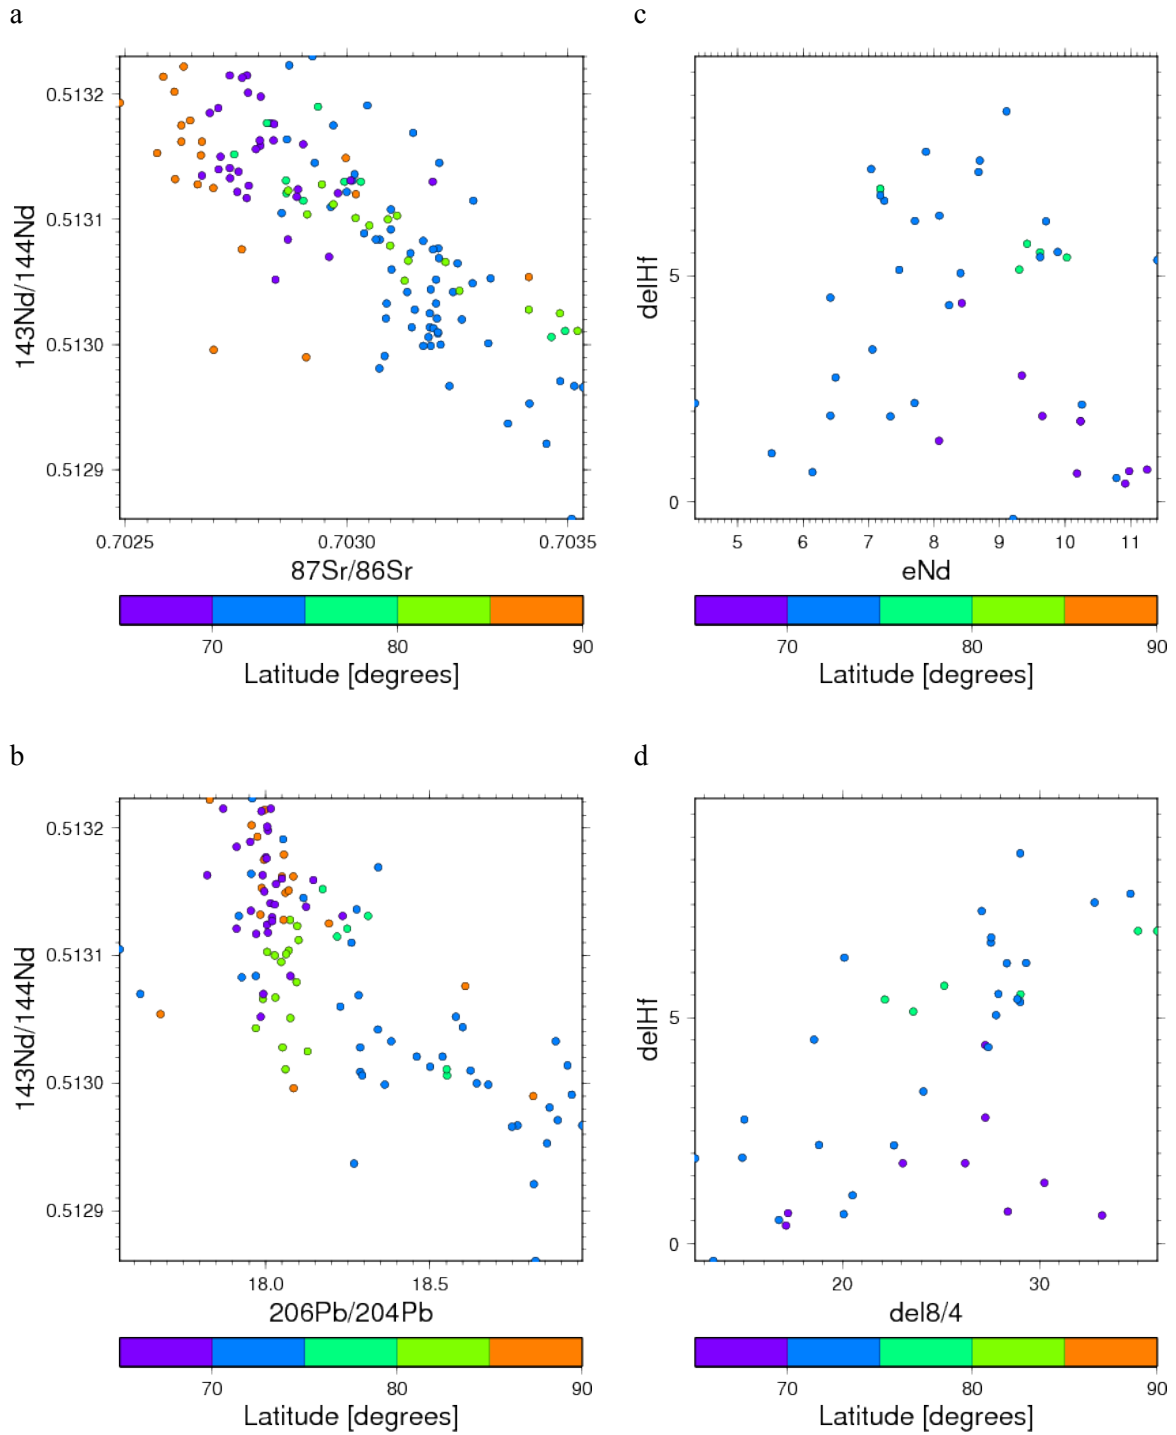 a
0.5132
0.5131
0.5130
0.5129
143Nd/144Nd
0.7025 0.7030 0.7035
87Sr/86Sr
70 80 90
Latitude [degrees]
c
5
0
delHf
5 6 7 8 9 10 11
eNd
70 80 90
Latitude [degrees]
b
0.5132
0.5131
0.5130
0.5129
143Nd/144Nd
18.0 18.5
206Pb/204Pb
70 80 90
Latitude [degrees]
d
5
0
delHf
20 30
del8/4
70 80 90
Latitude [degrees]